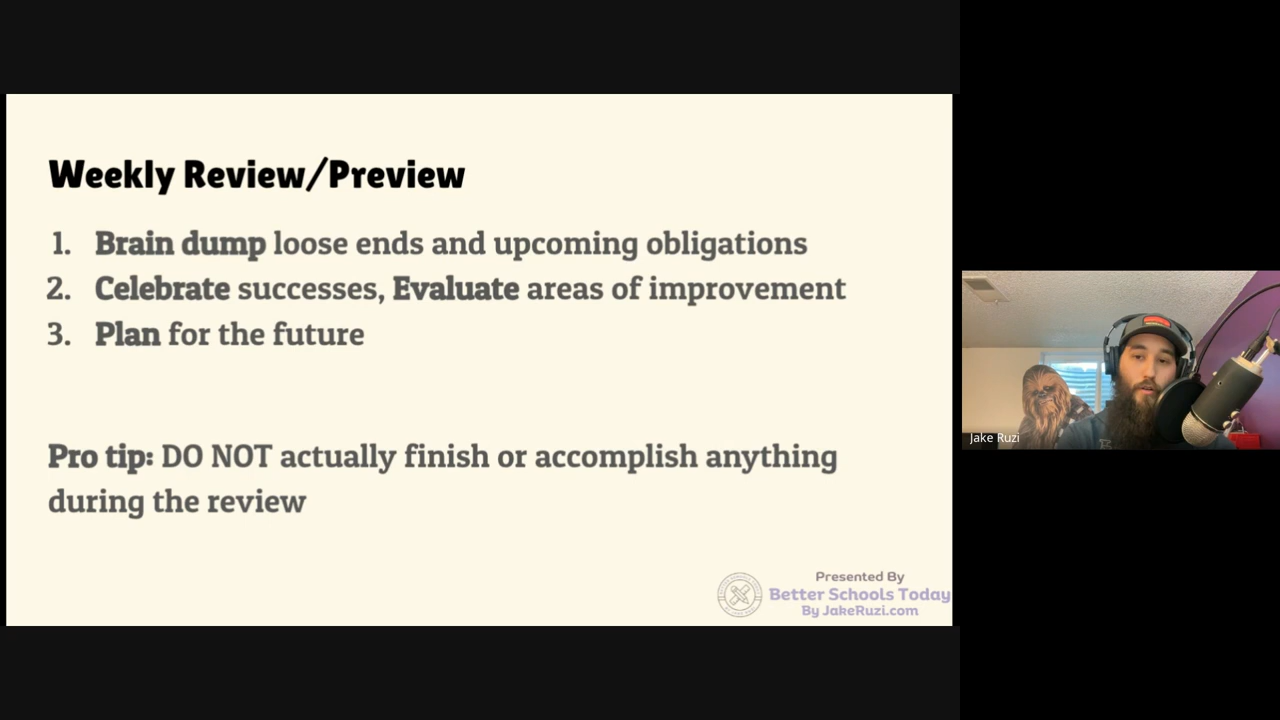 Weekly Review/Preview
1. Brain dump loose ends and upcoming obligations
2. Celebrate successes, Evaluate areas of improvement
3. Plan for the future
Pro tip: DO NOT actually finish or accomplish anything
during the review
Presented By
Better Schools Today
By JakeRuzi.com
Jake Ruzi